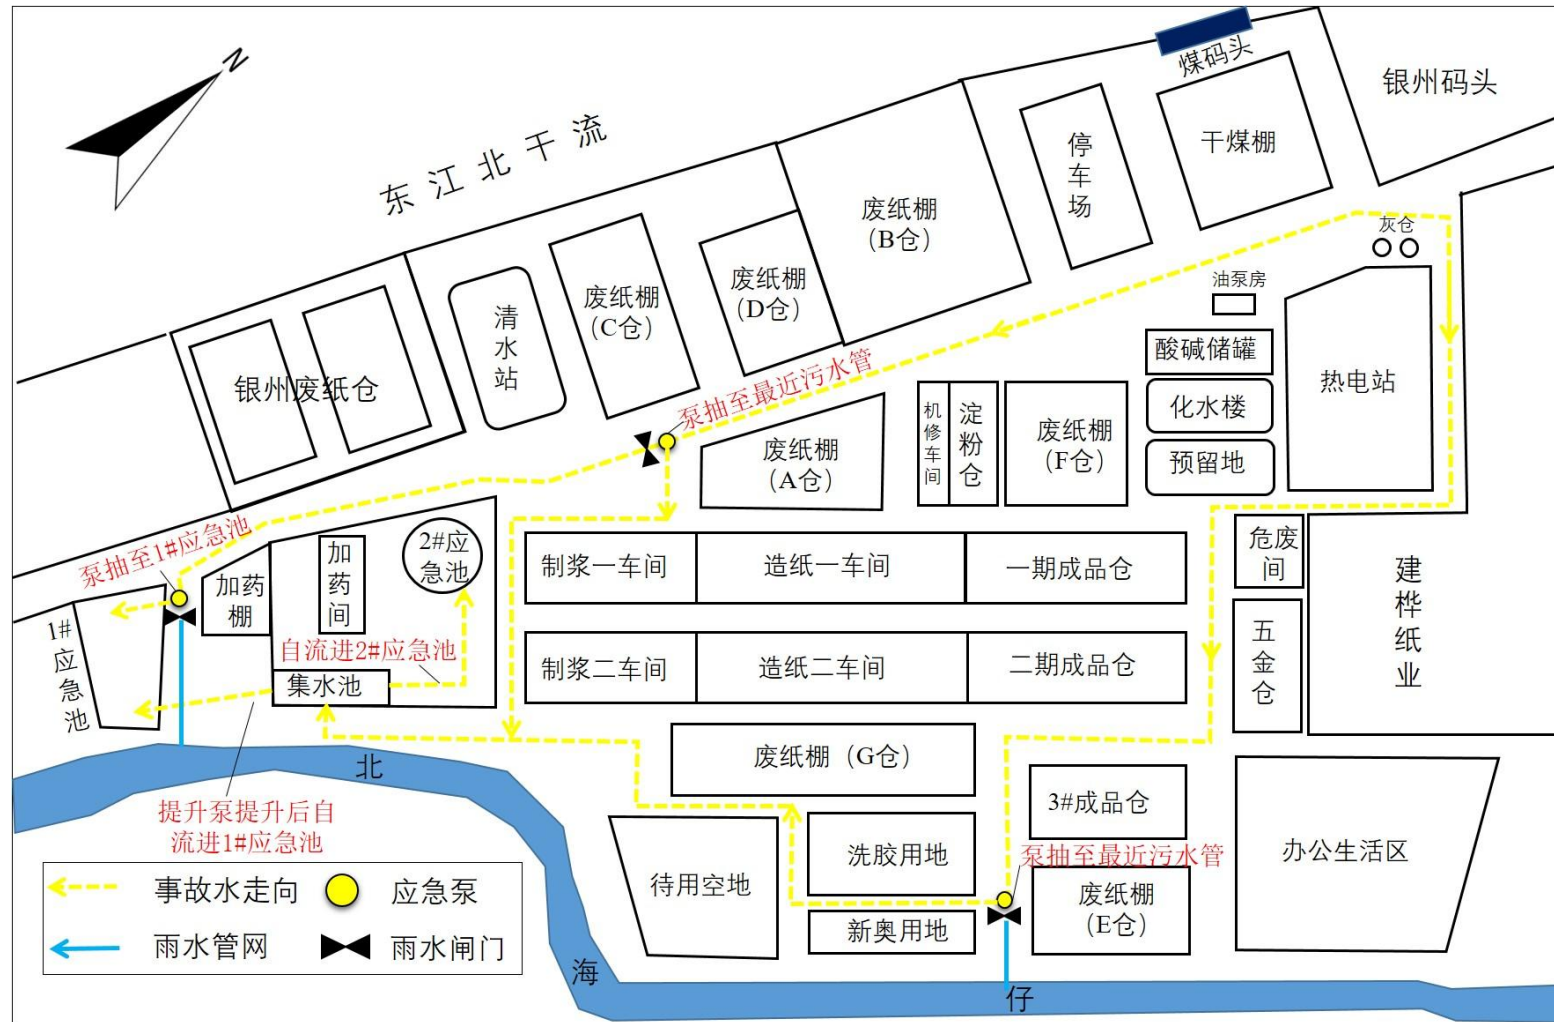 N
东江北干流
煤码头
银州码头
干煤棚
停
车
场
废纸棚
（B仓）
灰仓
废纸棚
（D仓）
废纸棚
（C仓）
清
水
站
银州废纸仓
油泵房
酸碱储罐
化水楼
预留地
热电站
泵抽至最近污水管
废纸棚
（A仓）
机
修
车
间
淀
粉
仓
废纸棚
（F仓）
泵抽至1#应急池
加药
棚
加
药
间
2#应
急池
制浆一车间
造纸一车间
一期成品仓
危废
间
建
桦
纸
业
1#
应
急
池
自流进2#应急池
集水池
制浆二车间
造纸二车间
二期成品仓
五
金
仓
废纸棚（G仓）
北
3#成品仓
提升泵提升后自
流进1#应急池
洗胶用地
泵抽至最近污水管
办公生活区
待用空地
废纸棚
（E仓）
新奥用地
海
仔
事故水走向
应急泵
雨水管网
雨水闸门